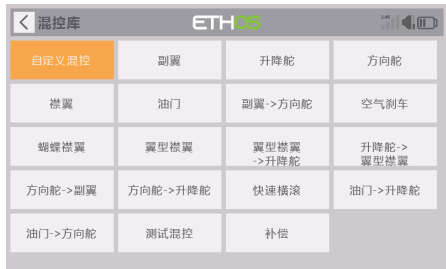 混控库 ETHOS 2.4G
自定义混控 副翼 升降舵 方向舵
襟翼 油门 副翼->方向舵 空气刹车
蝴蝶襟翼 翼型襟翼 翼型襟翼 升降舵->
->升降舵 翼型襟翼
方向舵->副翼 方向舵->升降舵 快速横滚 油门->升降舵
油门->方向舵 测试混控 补偿